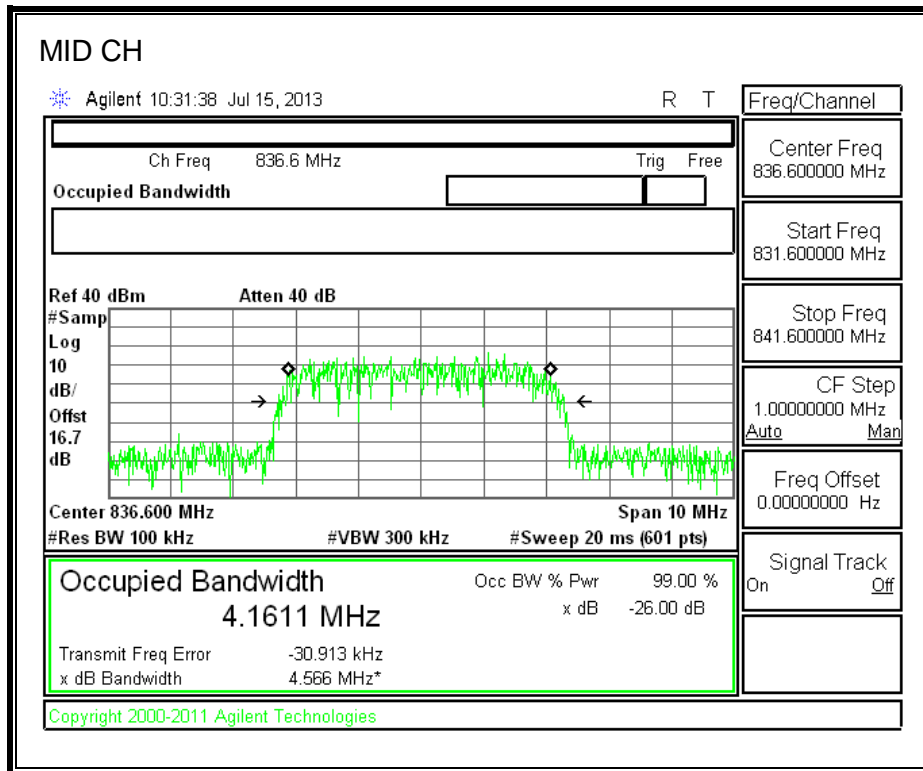 MID CH
Agilent 10:31:38 Jul 15, 2013 R T
Freq/Channel
Ch Freq 836.6 MHz Trig Free
Occupied Bandwidth
Center Freq
836.600000 MHz
Start Freq
831.600000 MHz
Stop Freq
841.600000 MHz
CF Step
1.00000000 MHz
Auto Man
Freq Offset
0.00000000 Hz
Signal Track
On Off
Ref 40 dBm Atten 40 dB
#Samp
Log
10
dB/
Offst
16.7
dB
Center 836.600 MHz Span 10 MHz
#Res BW 100 kHz #VBW 300 kHz #Sweep 20 ms (601 pts)
Occupied Bandwidth Occ BW % Pwr 99.00 %
4.1611 MHz x dB -26.00 dB
Transmit Freq Error -30.913 kHz
x dB Bandwidth 4.566 MHz*
Copyright 2000-2011 Agilent Technologies